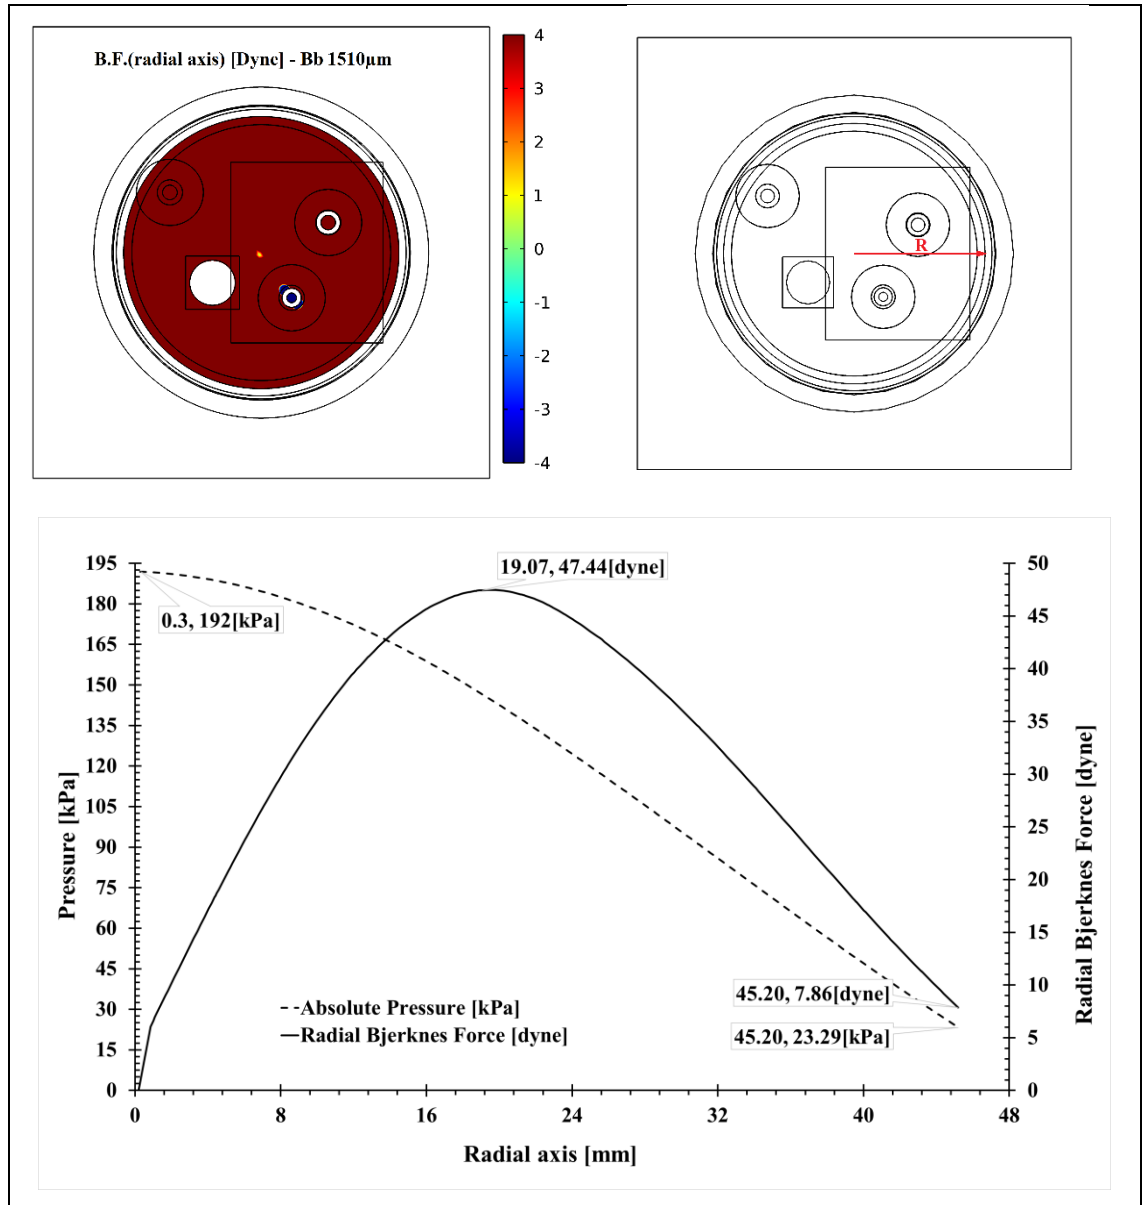 B.F.(radial axis) [Dyne] - Bb 1510µm
4
4
2
1
0
-1
-2
-3
-4
R
195
180
165
150
135
120
105
90
75
60
45
30
15
0
Pressure [kPa]
50
45
40
35
30
25
20
15
10
5
0
Radial Bjerknes Force [dyne]
19.07, 47.44[dyne]
0.3, 192[kPa]
45.20, 7.86[dyne]
45.20, 23.29[kPa]
Absolute Pressure [kPa]
Radial Bjerknes Force [dyne]
0 8 16 24 32 40 48
Radial axis [mm]